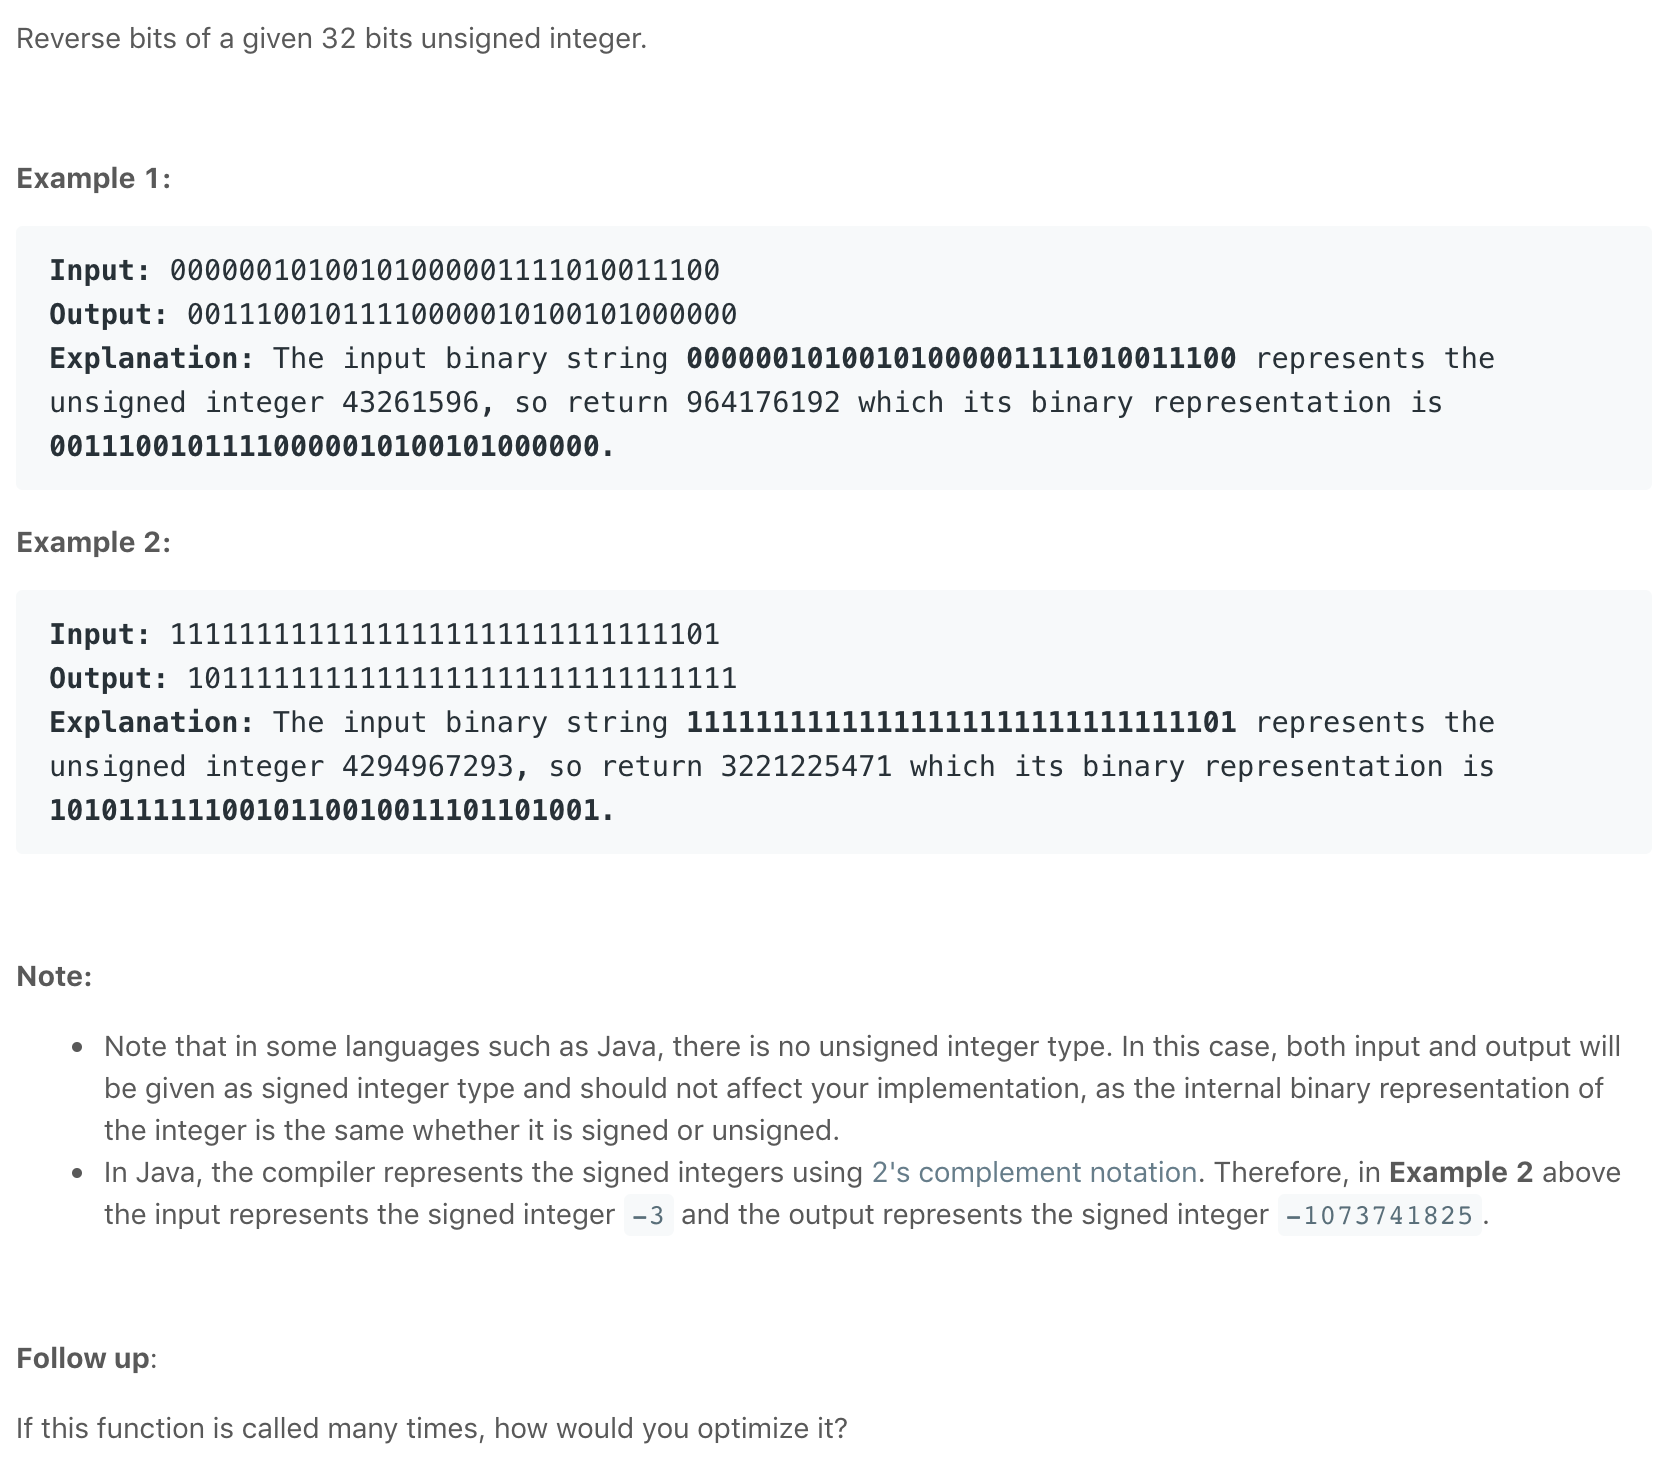 Reverse bits of a given 32 bits unsigned integer.
Example 1:
Input: 00000010100101000001111010011100
Output: 00111001011110000010100101000000
Explanation: The input binary string 00000010100101000001111010011100 represents the
unsigned integer 43261596, so return 964176192 which its binary representation is
00111001011110000010100101000000.
Example 2:
Input: 11111111111111111111111111111101
Output: 10111111111111111111111111111111
Explanation: The input binary string 11111111111111111111111111111101 represents the
unsigned integer 4294967293, so return 3221225471 which its binary representation is
10101111110010110010011101101001.
Note:
• Note that in some languages such as Java, there is no unsigned integer type. In this case, both input and output will
be given as signed integer type and should not affect your implementation, as the internal binary representation of
the integer is the same whether it is signed or unsigned.
• In Java, the compiler represents the signed integers using 2's complement notation. Therefore, in Example 2 above
the input represents the signed integer -3 and the output represents the signed integer -1073741825.
Follow up:
If this function is called many times, how would you optimize it?